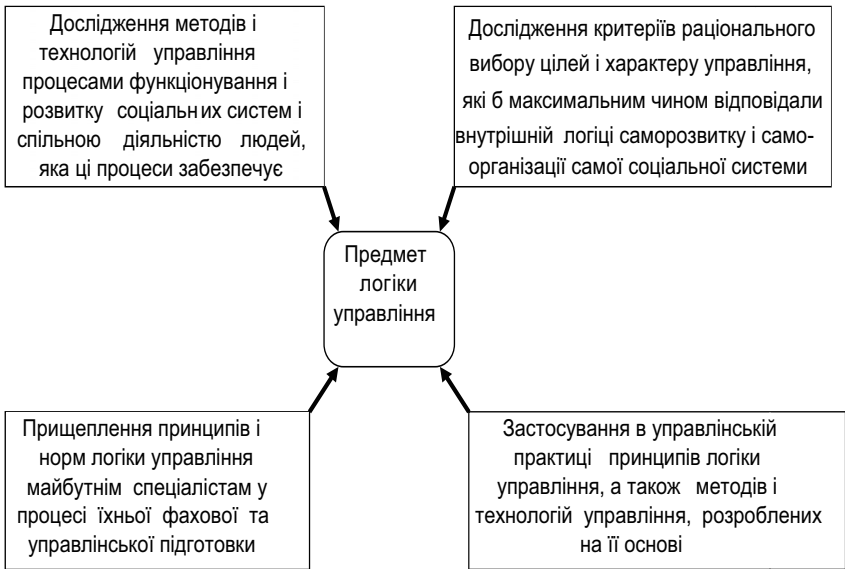 Дослідження методів і
технологій управління
процесами функціонування і
розвитку соціальних систем і
спільною діяльністю людей,
яка ці процеси забезпечує
Дослідження критеріїв раціонального
вибору цілей і характеру управління,
які б максимальним чином відповідали
внутрішній логіці саморозвитку і само-
організації самої соціальної системи
Предмет
логіки
управління
Прищеплення принципів і
норм логіки управління
майбутнім спеціалістам у
процесі їхньої фахової та
управлінської підготовки
Застосування в управлінській
практиці принципів логіки
управління, а також методів і
технологій управління, розроблених
на її основі